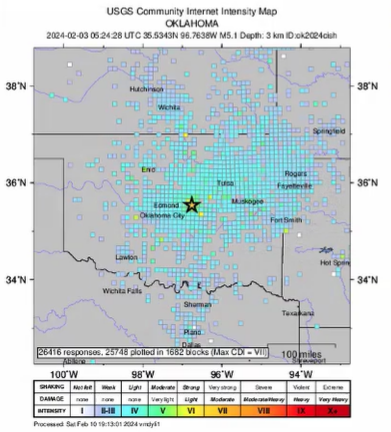 USGS Community Internet Intensity Map
OKLAHOMA
2024-02-03 05:24:28 UTC 35.5343N 96.7638W M5.1 Depth: 3 km ID:ok2024cish
38°N
38°N
Hutchinson
Wichita
Springfield
36°N
36°N
Enid
Tulsa
Rogers
Fayetteville
Edmond
Muskogee
Oklahoma City
Fort Smith
Lawton
Hot Sprin
34°N
34°N
Wichita Falls
Sherman
Texarkana
Plano
Dallas
26416 responses, 25748 plotted in 1682 blocks (Max CDI = VII)
100 miles
Abilene
Shreveport
100°W
98°W
96°W
94°W
SHAKING Not felt Weak Light Moderate Strong Very strong Severe Violent Extreme
DAMAGE none none none Very light Light Moderate Moderate/Heavy Heavy Very Heavy
INTENSITY I II-III IV V VI VII VIII IX X+
Processed: Sat Feb 10 19:13:01 2024 vmdyfi1